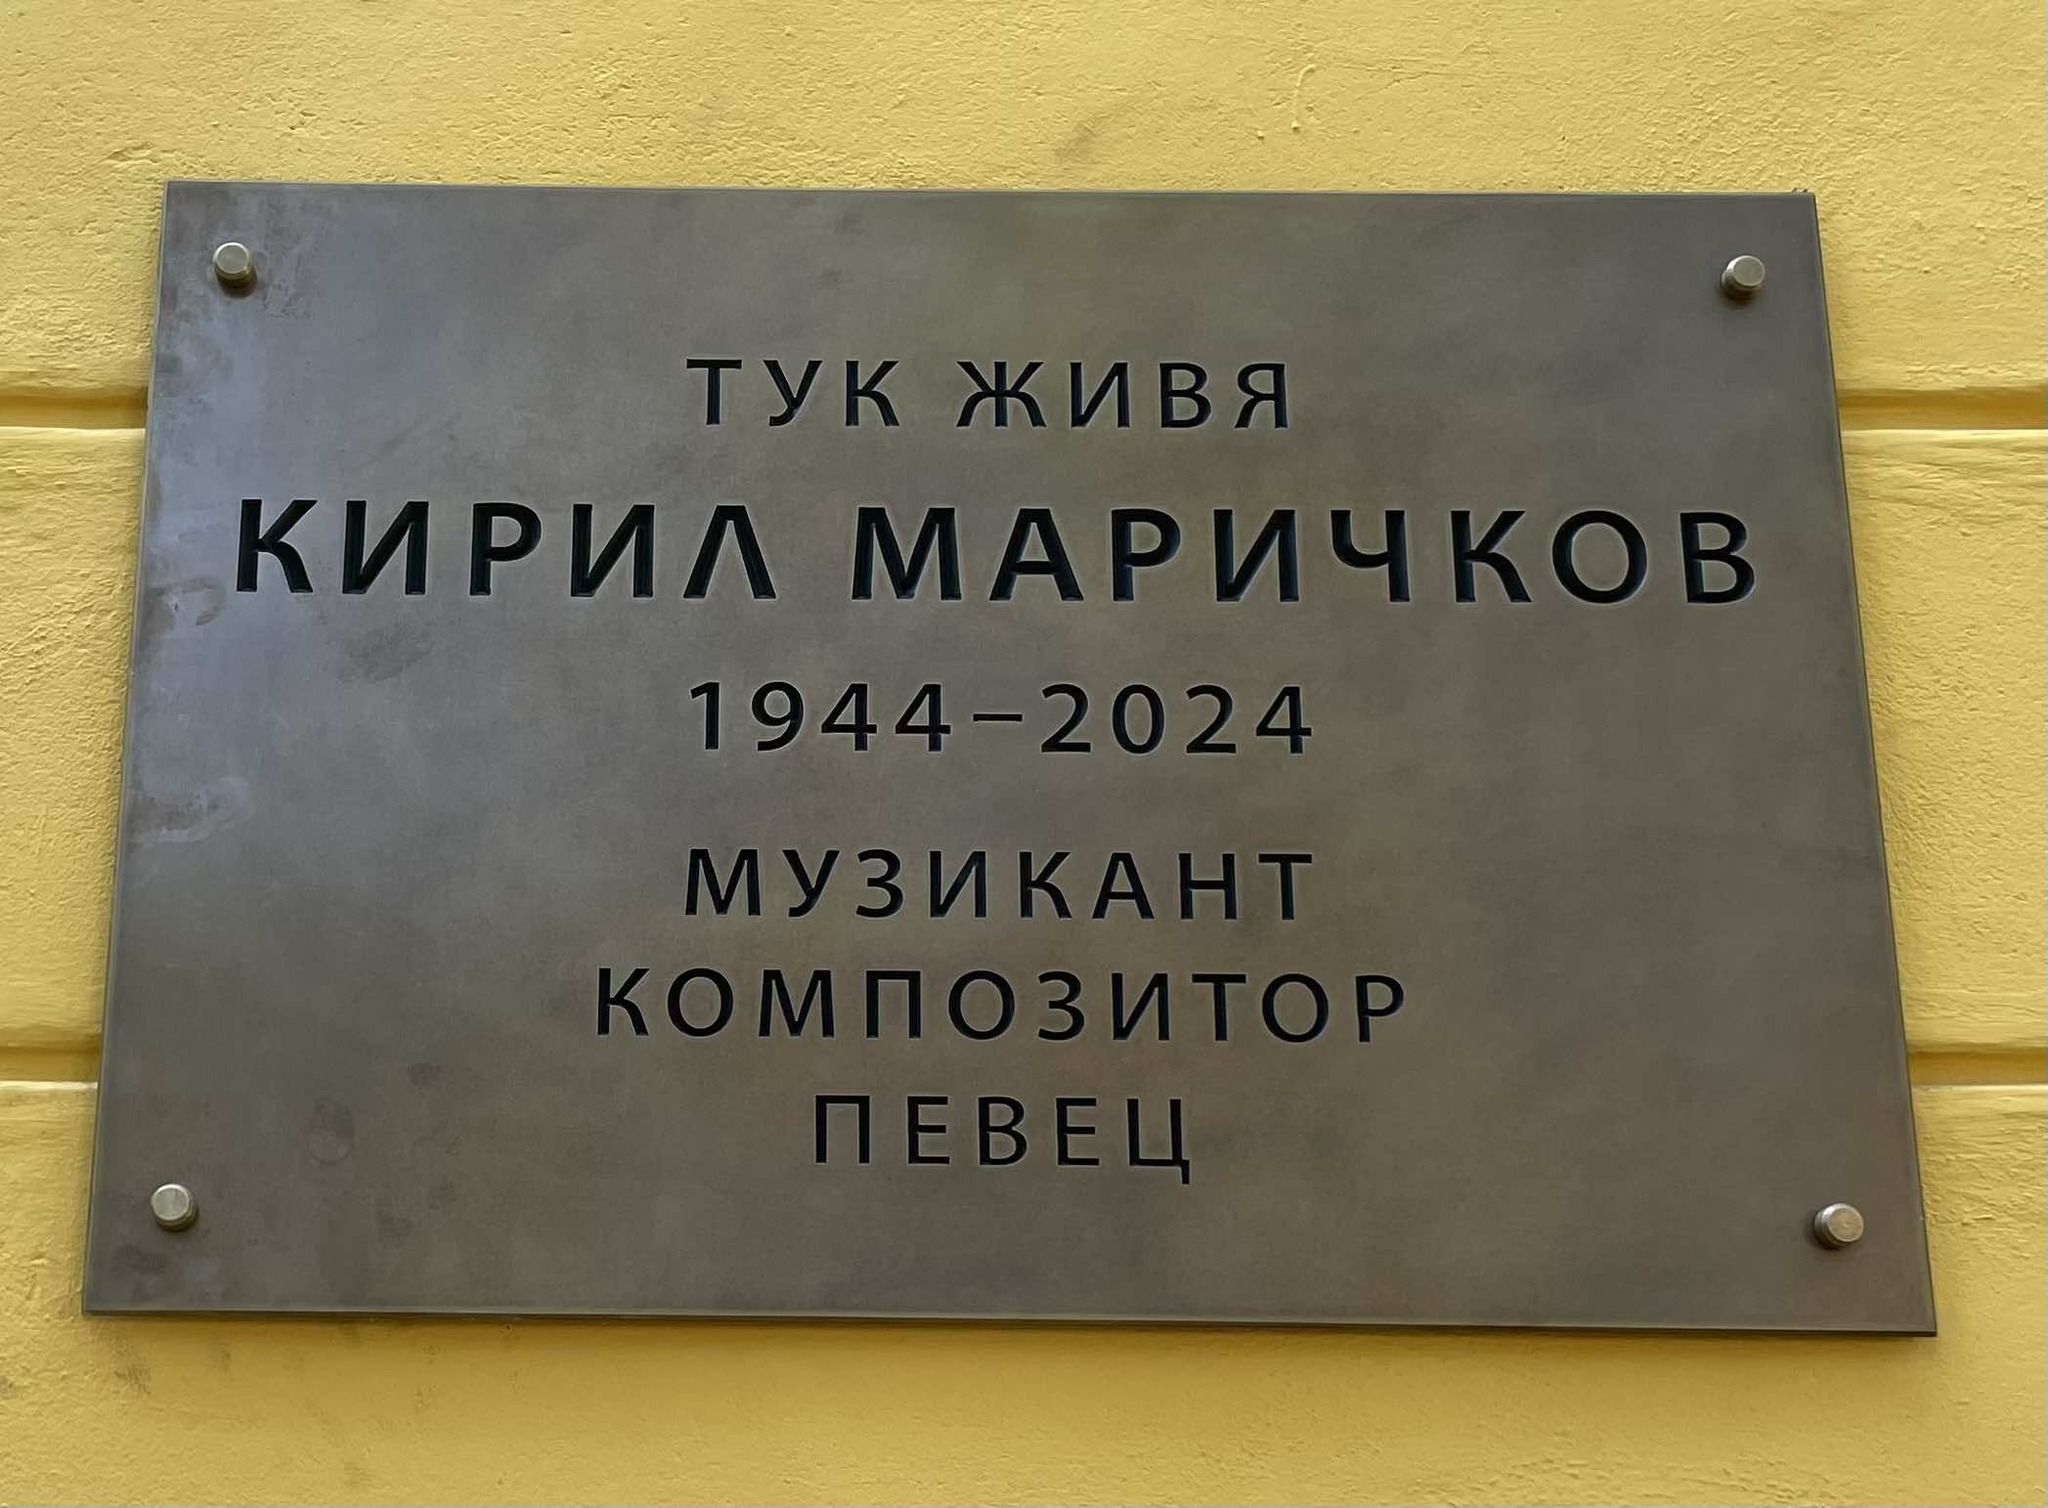 ТУК ЖИВЯ
КИРИЛ МАРИЧКОВ
1944–2024
МУЗИКАНТ
КОМПОЗИТОР
ПЕВЕЦ